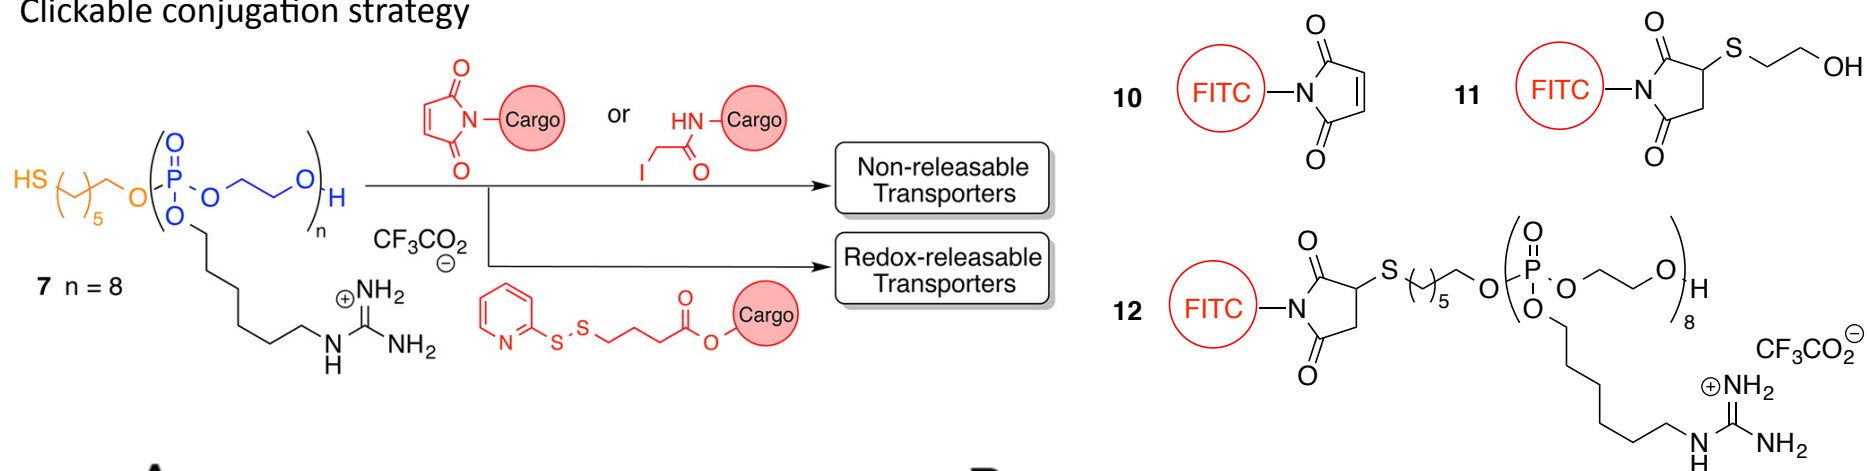 Clickable conjugation strategy
HS
5
O
P
O
O
O
O
H
n
7 n = 8
CF3CO2
⊖
⊕
NH2
N
H
NH2
O
N
O
Cargo
or
HN
Cargo
I
O
N
S
S
O
O
Cargo
Non-releasable
Transporters
Redox-releasable
Transporters
10
FITC
N
O
O
11
FITC
N
O
O
S
OH
12
FITC
N
O
O
S
5
O
P
O
O
O
O
H
8
CF3CO2
⊖
⊕
NH2
N
H
NH2